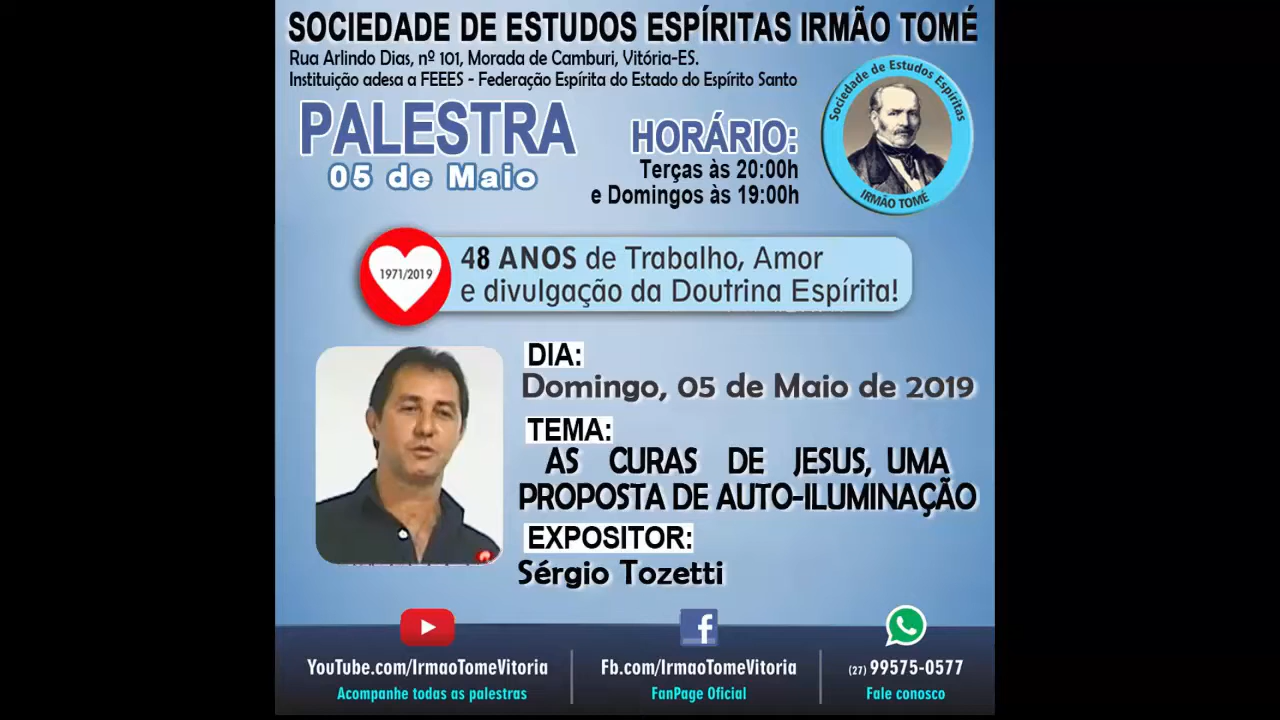 SOCIEDADE DE ESTUDOS ESPÍRITAS IRMÃO TOMÉ
Rua Arlindo Dias, nº 101, Morada de Camburi, Vitória-ES.
Instituição adesa a FEEES - Federação Espírita do Estado do Espírito Santo
PALESTRA
05 de Maio
HORÁRIO:
Terças às 20:00h
e Domingos às 19:00h
Sociedade de Estudos Espíritas
IRMÃO TOMÉ
1971/2019
48 ANOS de Trabalho, Amor
e divulgação da Doutrina Espírita!
DIA:
Domingo, 05 de Maio de 2019
TEMA:
AS CURAS DE JESUS, UMA
PROPOSTA DE AUTO-ILUMINAÇÃO
EXPOSITOR:
Sérgio Tozetti
YouTube.com/IrmaoTomeVitoria
Acompanhe todas as palestras
Fb.com/IrmaoTomeVitoria
FanPage Oficial
(27) 99575-0577
Fale conosco